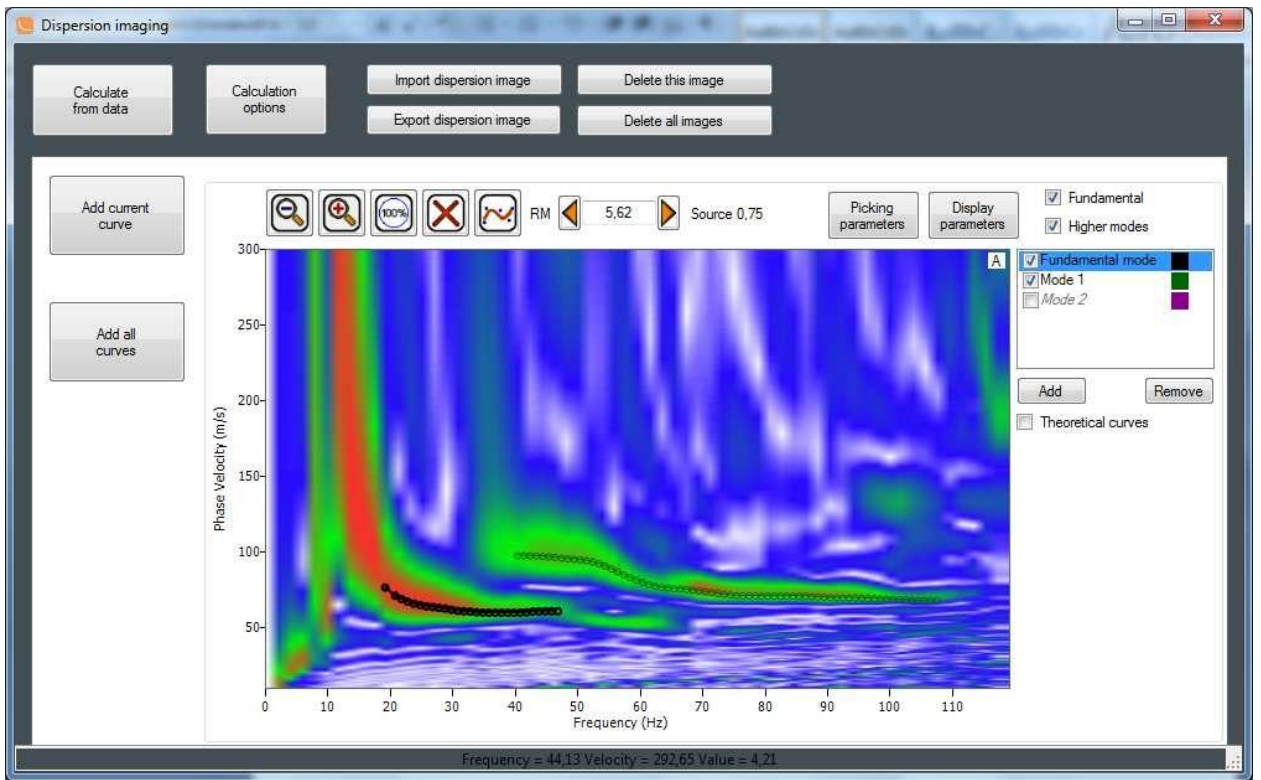 Dispersion imaging
Calculate
from data
Calculation
options
Import dispersion image
Delete this image
Export dispersion image
Delete all images
Add current
curve
Add all
curves
100%
RM
5,62
Source 0,75
Picking
parameters
Display
parameters
Fundamental
Higher modes
A
Fundamental mode
Mode 1
Mode 2
Add
Remove
Theoretical curves
Phase Velocity (m/s)
300
250
200
150
100
50
0 10 20 30 40 50 60 70 80 90 100 110
Frequency (Hz)
Frequency = 44,13 Velocity = 292,65 Value = 4,21